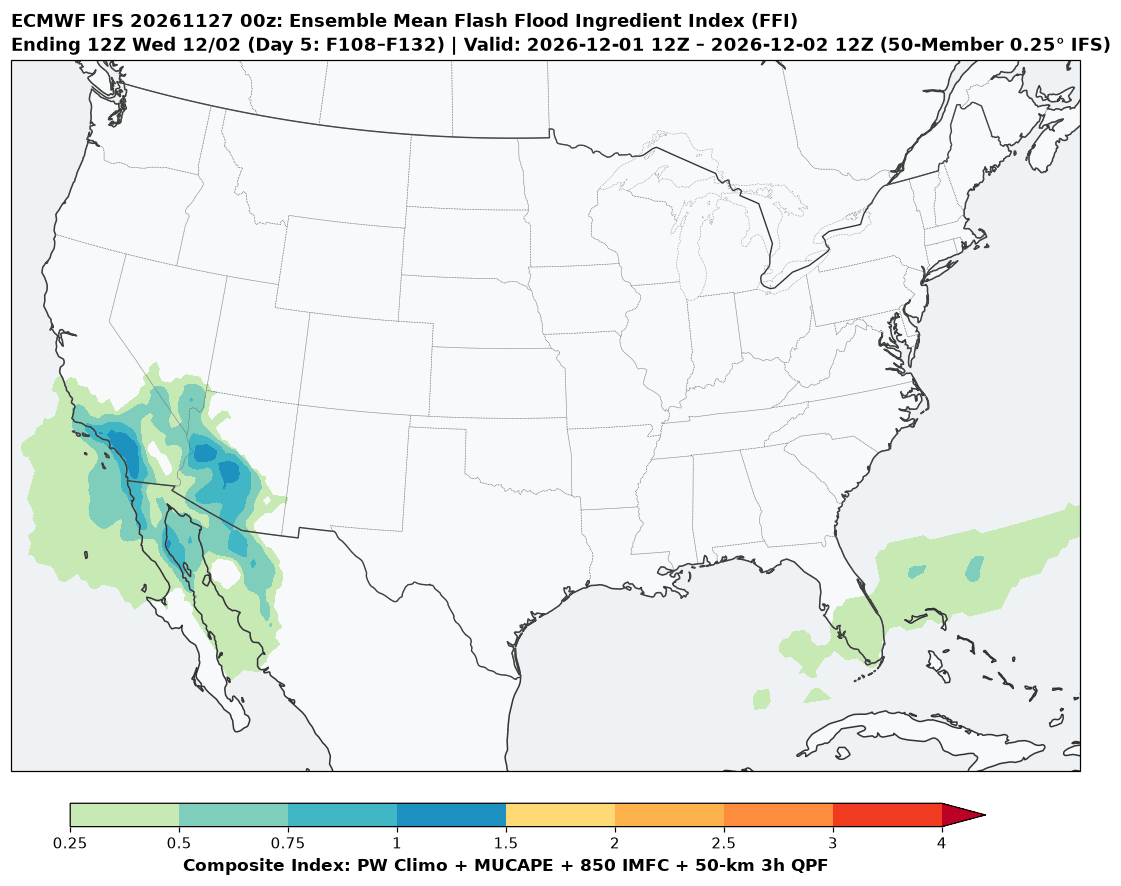 ECMWF IFS 20261127 00z: Ensemble Mean Flash Flood Ingredient Index (FFI)
Ending 12Z Wed 12/02 (Day 5: F108–F132) | Valid: 2026-12-01 12Z – 2026-12-02 12Z (50-Member 0.25° IFS)
0.25 0.5 0.75 1 1.5 2 2.5 3 4
Composite Index: PW Climo + MUCAPE + 850 IMFC + 50-km 3h QPF